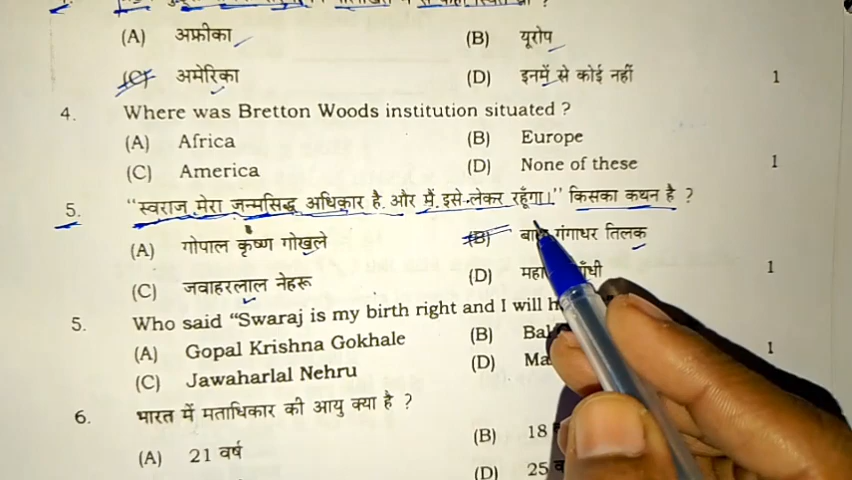 (A) अफ्रीका (B) यूरोप
(C) अमेरिका (D) इनमें से कोई नहीं 1
4. Where was Bretton Woods institution situated ?
(A) Africa (B) Europe
(C) America (D) None of these 1
5. "स्वराज मेरा जन्मसिद्ध अधिकार है और मैं इसे लेकर रहूँगा।" किसका कथन है ?
(A) गोपाल कृष्ण गोखले (B) गंगाधर तिलक
(C) जवाहरलाल नेहरू (D) 1
5. Who said "Swaraj is my birth right and I will
(A) Gopal Krishna Gokhale (B)
(C) Jawaharlal Nehru (D) 1
6. भारत में मताधिकार की आयु क्या है ?
(A) 21 वर्ष (B) 18
(D) 25